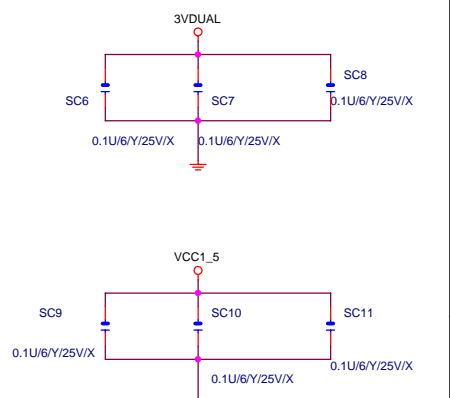 3VDUAL
SC8
SC6
SC7
0.1U/6/Y/25V/X
0.1U/6/Y/25V/X
0.1U/6/Y/25V/X
VCC1_5
SC9
SC10
SC11
0.1U/6/Y/25V/X
0.1U/6/Y/25V/X
0.1U/6/Y/25V/X